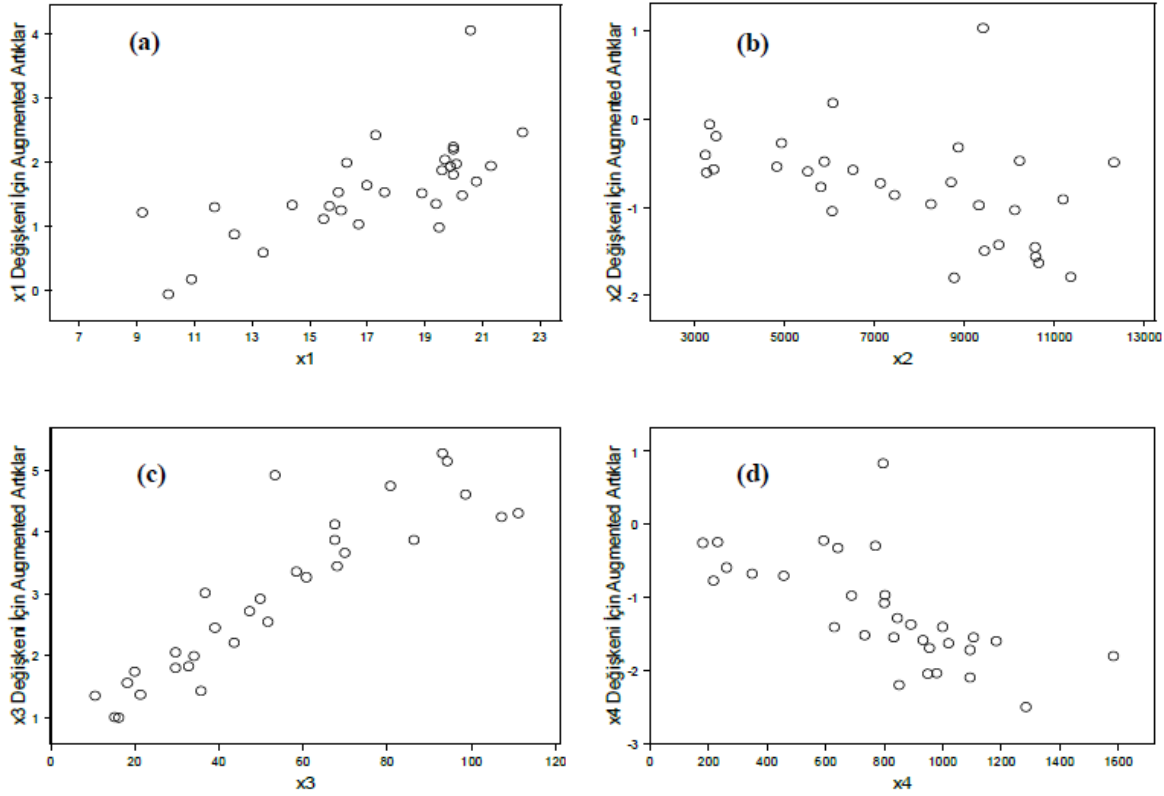 (a)
x1 Değişkeni İçin Augmented Artıklar
4
3
2
1
0
7 9 11 13 15 17 19 21 23
x1
(b)
x2 Değişkeni İçin Augmented Artıklar
1
0
-1
-2
3000 5000 7000 9000 11000 13000
x2
(c)
x3 Değişkeni İçin Augmented Artıklar
5
4
3
2
1
0 20 40 60 80 100 120
x3
(d)
x4 Değişkeni İçin Augmented Artıklar
1
0
-1
-2
-3
0 200 400 600 800 1000 1200 1400 1600
x4